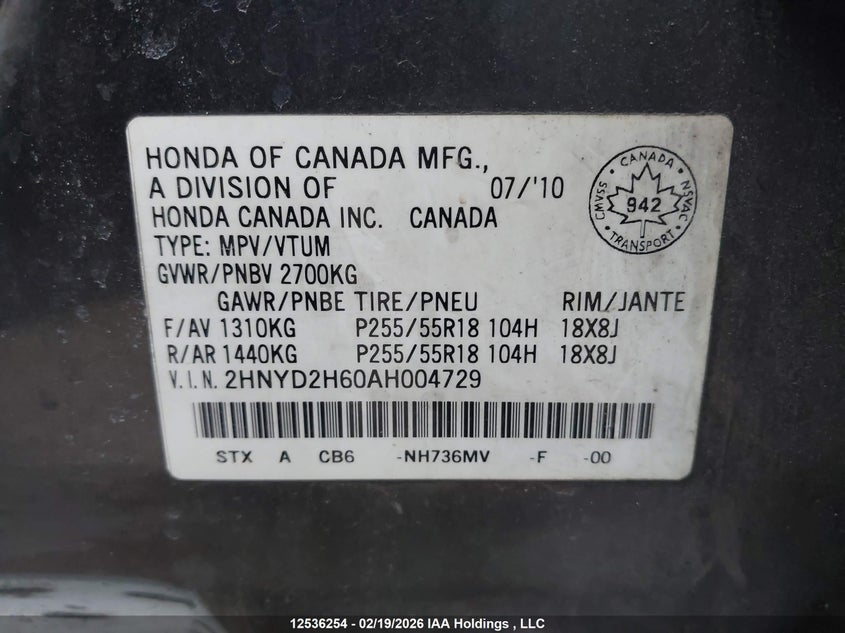 HONDA OF CANADA MFG.,
A DIVISION OF 07/'10
HONDA CANADA INC. CANADA
TYPE: MPV/VTUM
GVWR/PNBV 2700KG
GAWR/PNBE TIRE/PNEU RIM/JANTE
F/AV 1310KG P255/55R18 104H 18X8J
R/AR 1440KG P255/55R18 104H 18X8J
V.I.N. 2HNYD2H60AH004729
STX A CB6 -NH736MV -F -00
CANADA
CMVSS 942 NSVAC
TRANSPORT
12536254 - 02/19/2026 IAA Holdings , LLC